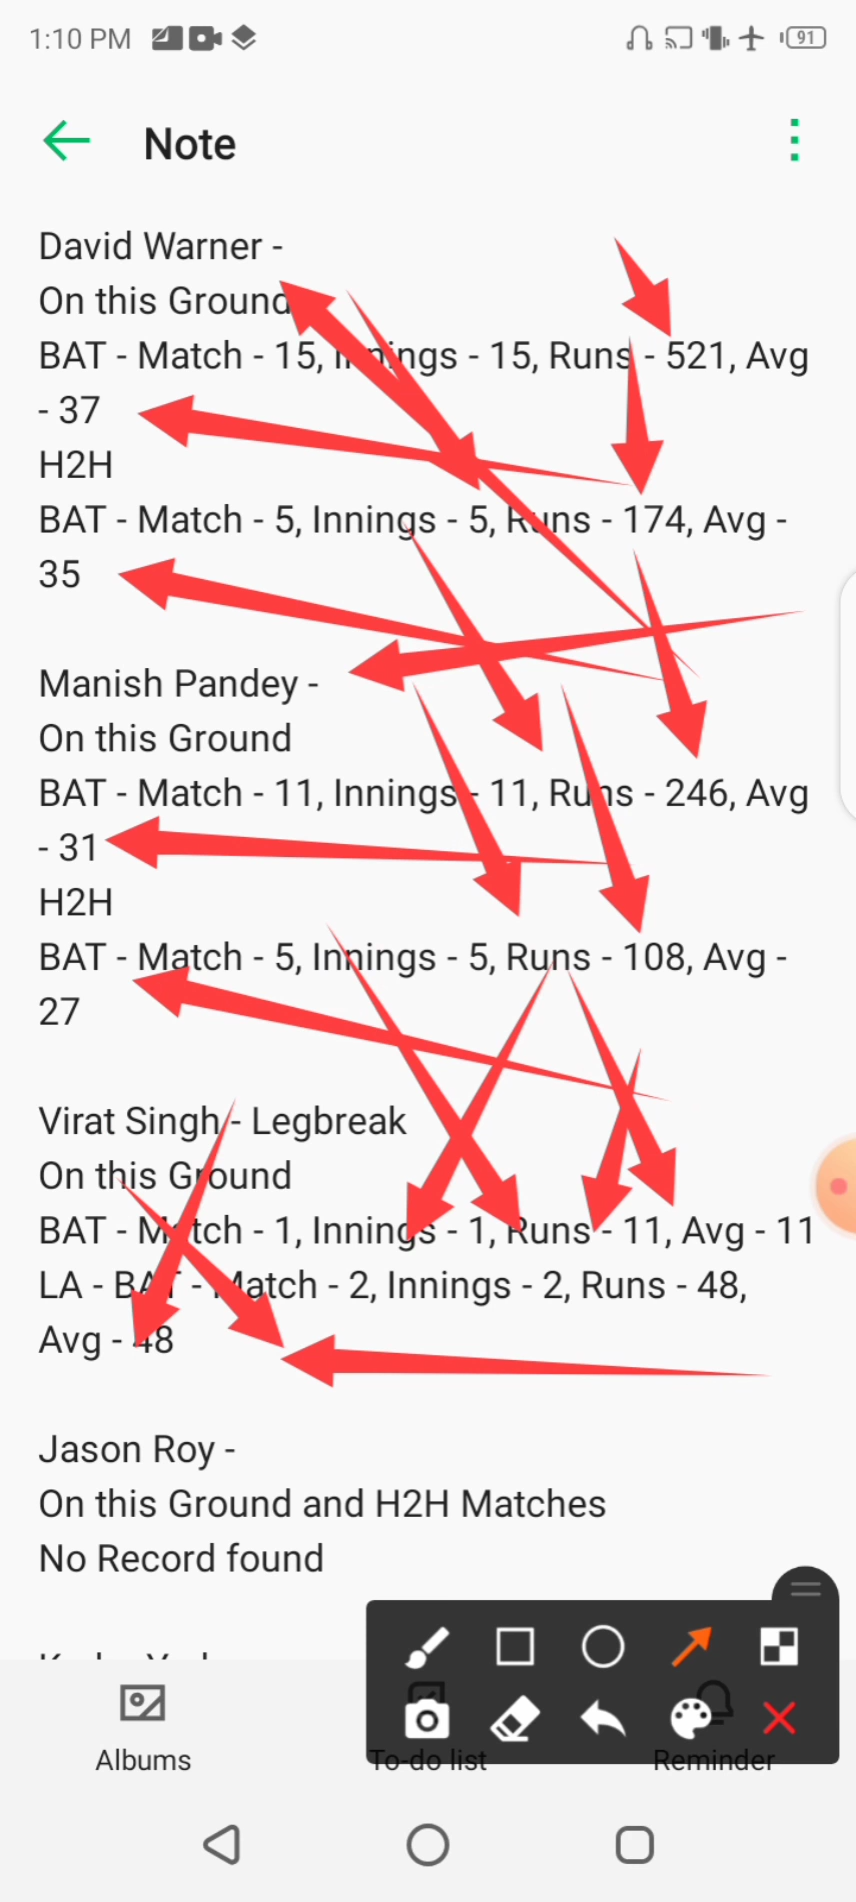 1:10 PM
91
Note
David Warner -
On this Ground
BAT - Match - 15, Innings - 15, Runs - 521, Avg
- 37
H2H
BAT - Match - 5, Innings - 5, Runs - 174, Avg -
35
Manish Pandey -
On this Ground
BAT - Match - 11, Innings - 11, Runs - 246, Avg
- 31
H2H
BAT - Match - 5, Innings - 5, Runs - 108, Avg -
27
Virat Singh - Legbreak
On this Ground
BAT - Match - 1, Innings - 1, Runs - 11, Avg - 11
LA - BAT - Match - 2, Innings - 2, Runs - 48,
Avg - 48
Jason Roy -
On this Ground and H2H Matches
No Record found
Albums
To-do list
Reminder